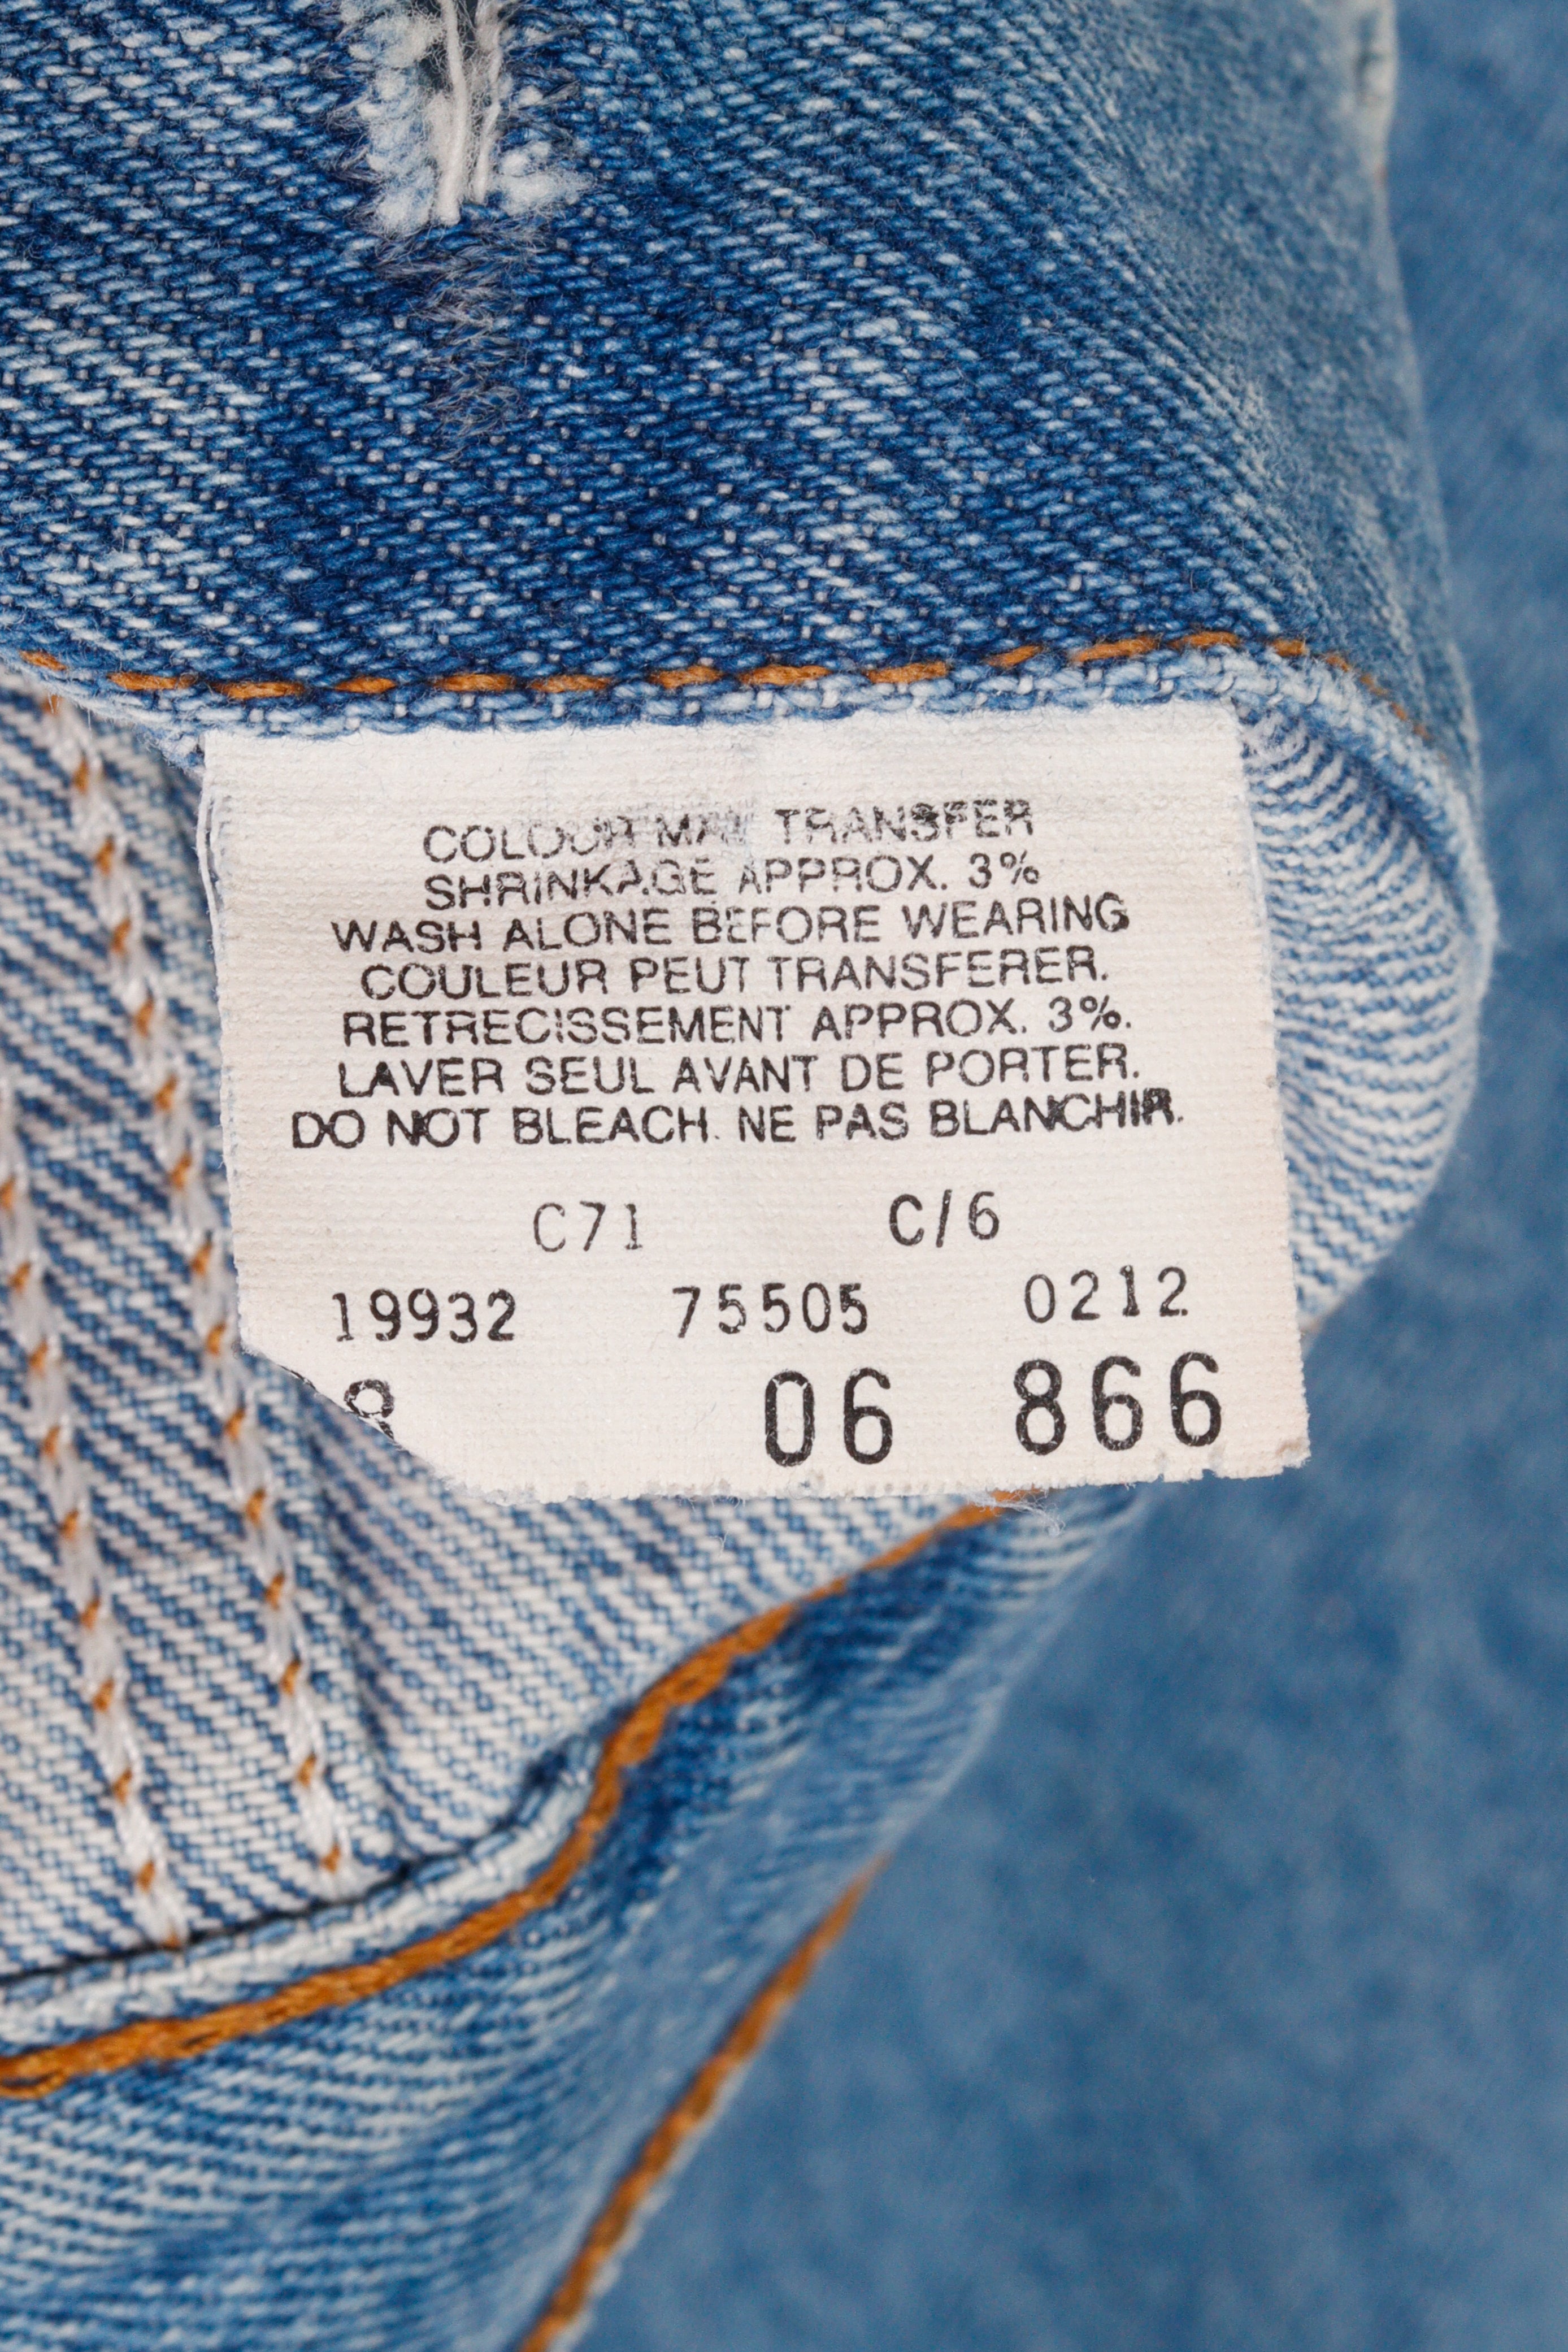 COLOUR MAY TRANSFER
SHRINKAGE APPROX. 3%
WASH ALONE BEFORE WEARING
COULEUR PEUT TRANSFERER.
RETRECISSEMENT APPROX. 3%.
LAVER SEUL AVANT DE PORTER.
DO NOT BLEACH. NE PAS BLANCHIR.
C71 C/6
19932 75505 0212
06 866